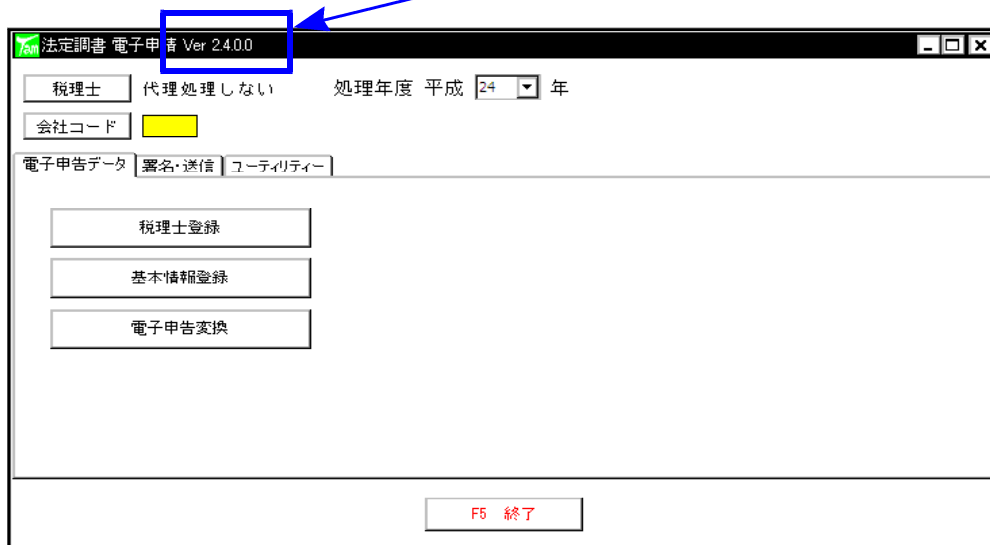 Team 法定調書 電子申請 Ver 2.4.0.0
税理士 代理処理しない 処理年度 平成 24 年
会社コード
電子申告データ 署名・送信 ユーティリティー
税理士登録
基本情報登録
電子申告変換
F5 終了